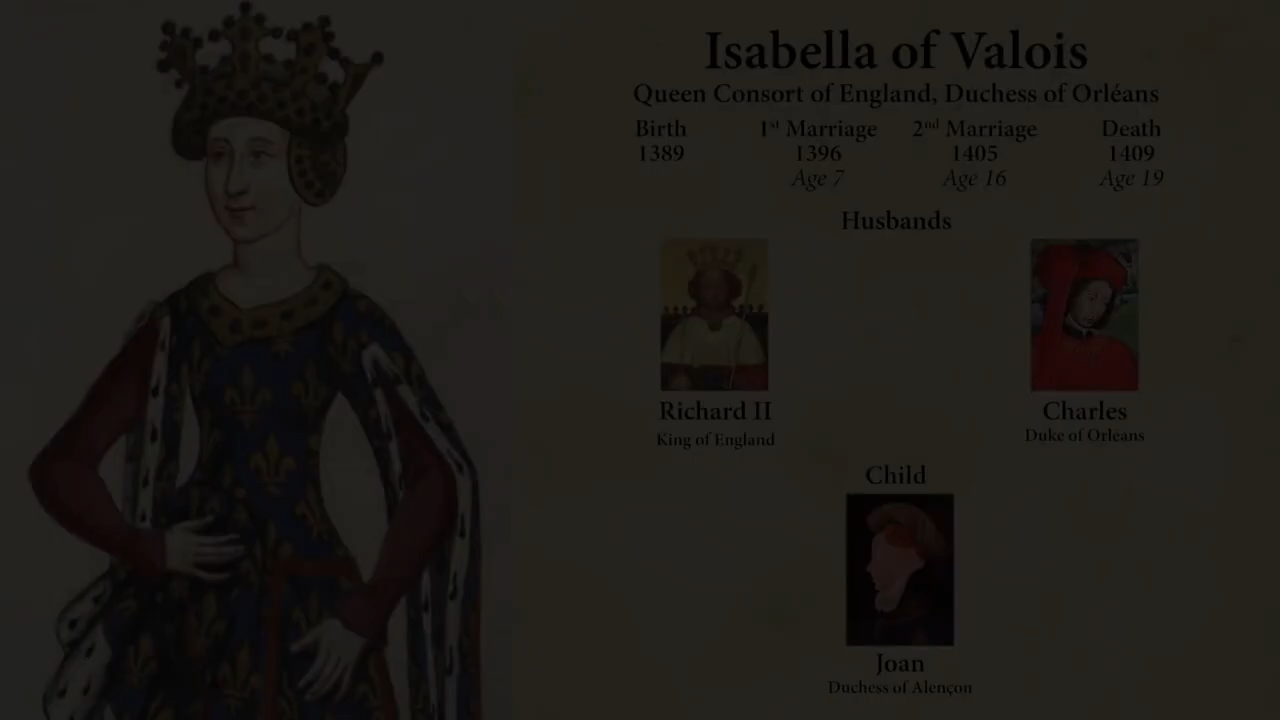 Isabella of Valois
Queen Consort of England, Duchess of Orléans
Birth 1st Marriage 2nd Marriage Death
1389 1396 1405 1409
Age 7 Age 16 Age 19
Husbands
Richard II Charles
King of England Duke of Orleans
Child
Joan
Duchess of Alençon